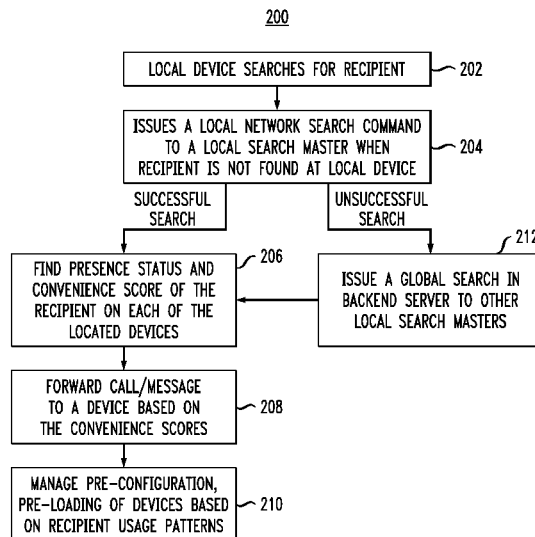 200
LOCAL DEVICE SEARCHES FOR RECIPIENT
202
ISSUES A LOCAL NETWORK SEARCH COMMAND
TO A LOCAL SEARCH MASTER WHEN
RECIPIENT IS NOT FOUND AT LOCAL DEVICE
204
SUCCESSFUL
SEARCH
UNSUCCESSFUL
SEARCH
206
FIND PRESENCE STATUS AND
CONVENIENCE SCORE OF THE
RECIPIENT ON EACH OF THE
LOCATED DEVICES
212
ISSUE A GLOBAL SEARCH IN
BACKEND SERVER TO OTHER
LOCAL SEARCH MASTERS
FORWARD CALL/MESSAGE
TO A DEVICE BASED ON
THE CONVENIENCE SCORES
208
MANAGE PRE-CONFIGURATION,
PRE-LOADING OF DEVICES BASED
ON RECIPIENT USAGE PATTERNS
210